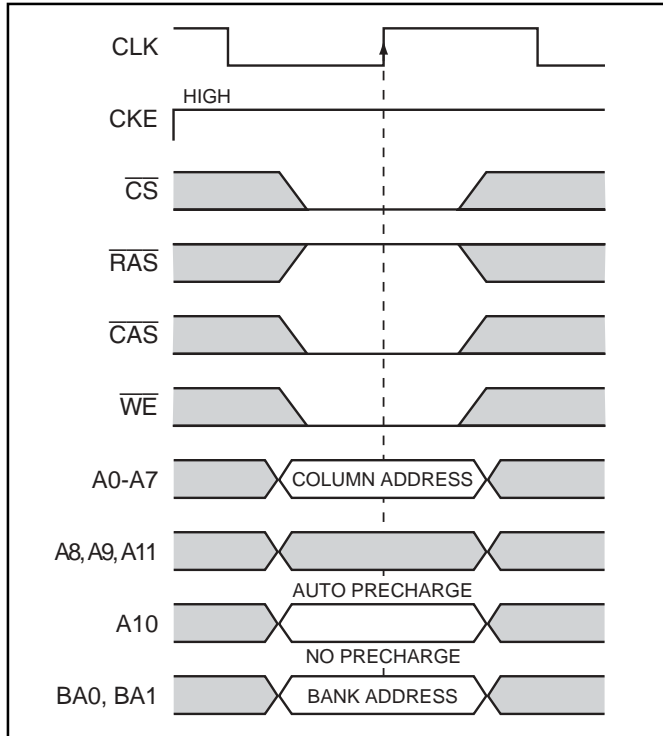 CLK
HIGH
CKE
CS
RAS
CAS
WE
A0-A7 COLUMN ADDRESS
A8, A9, A11
AUTO PRECHARGE
A10
NO PRECHARGE
BA0, BA1 BANK ADDRESS